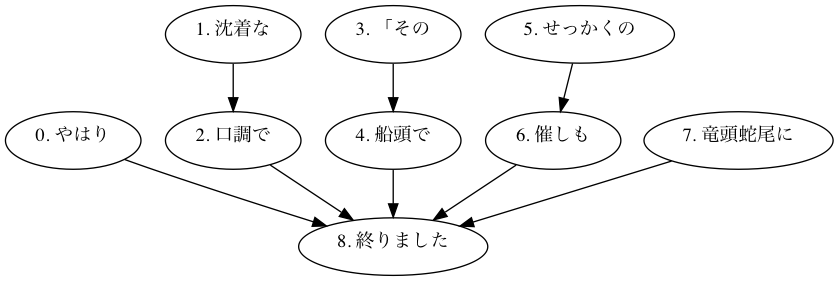 1. 沈着な
3. 「その
5. せっかくの
0. やはり
2. 口調で
4. 船頭で
6. 催しも
7. 竜頭蛇尾に
8. 終りました